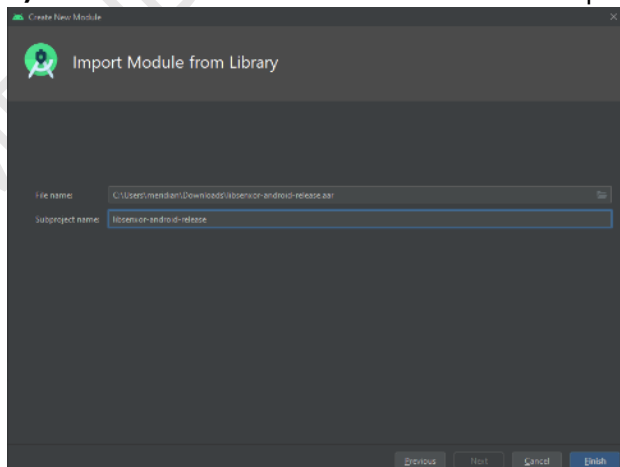 Create New Module
Import Module from Library
File name: C:\Users\meridian\Downloads\libsenxor-android-release.aar
Subproject name: libsenxor-android-release
Previous Next Cancel Finish